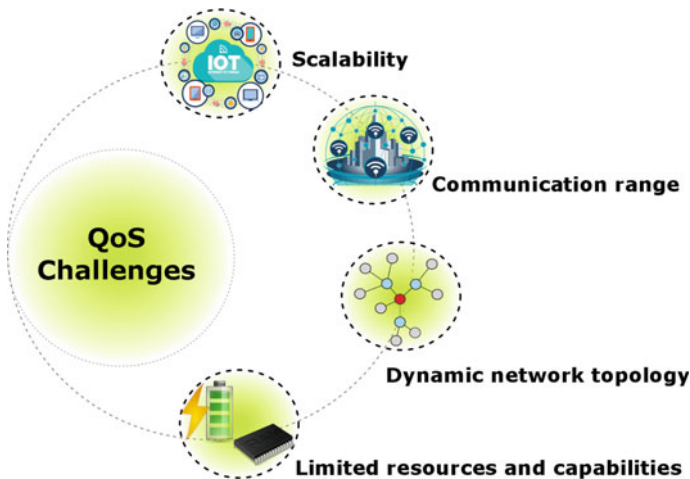 IOT
Scalability
Communication range
QoS
Challenges
Dynamic network topology
Limited resources and capabilities